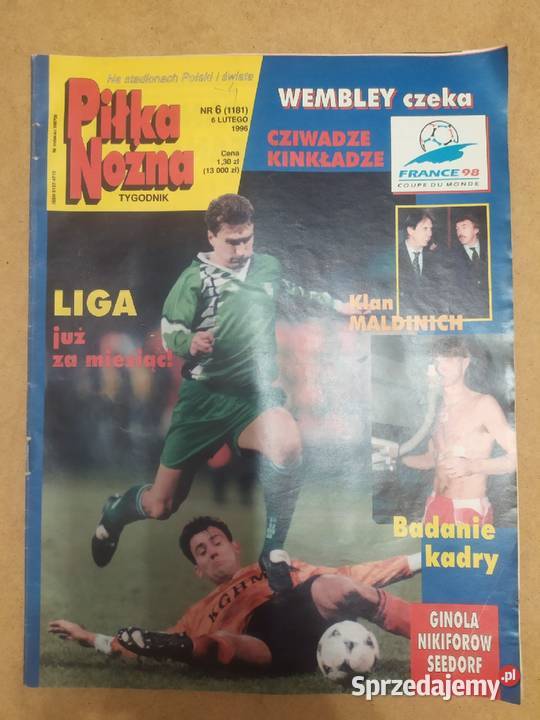 Na stadionach Polski i świata
Piłka
Nożna
TYGODNIK
NR 6 (1181)
6 LUTEGO
1996
Cena
1,30 zł
(13 000 zł)
WEMBLEY czeka
CZIWADZE
KINKŁADZE
FRANCE 98
COUPE DU MONDE
LIGA
już
za miesiąc!
Klan
MALDINICH
KGHM
Badanie
kadry
GINOLA
NIKIFOROW
SEEDORF
Sprzedajemy.pl